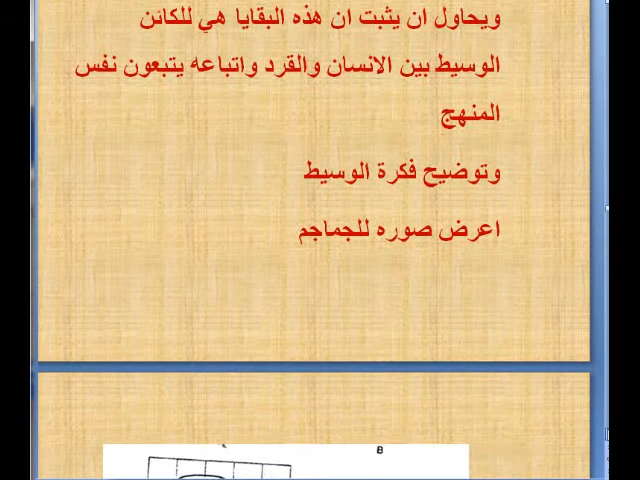 ويحاول ان يثبت ان هذه البقايا هي للكائن
الوسيط بين الانسان والقرد واتباعه يتبعون نفس
المنهج
وتوضيح فكرة الوسيط
اعرض صوره للجماجم
B